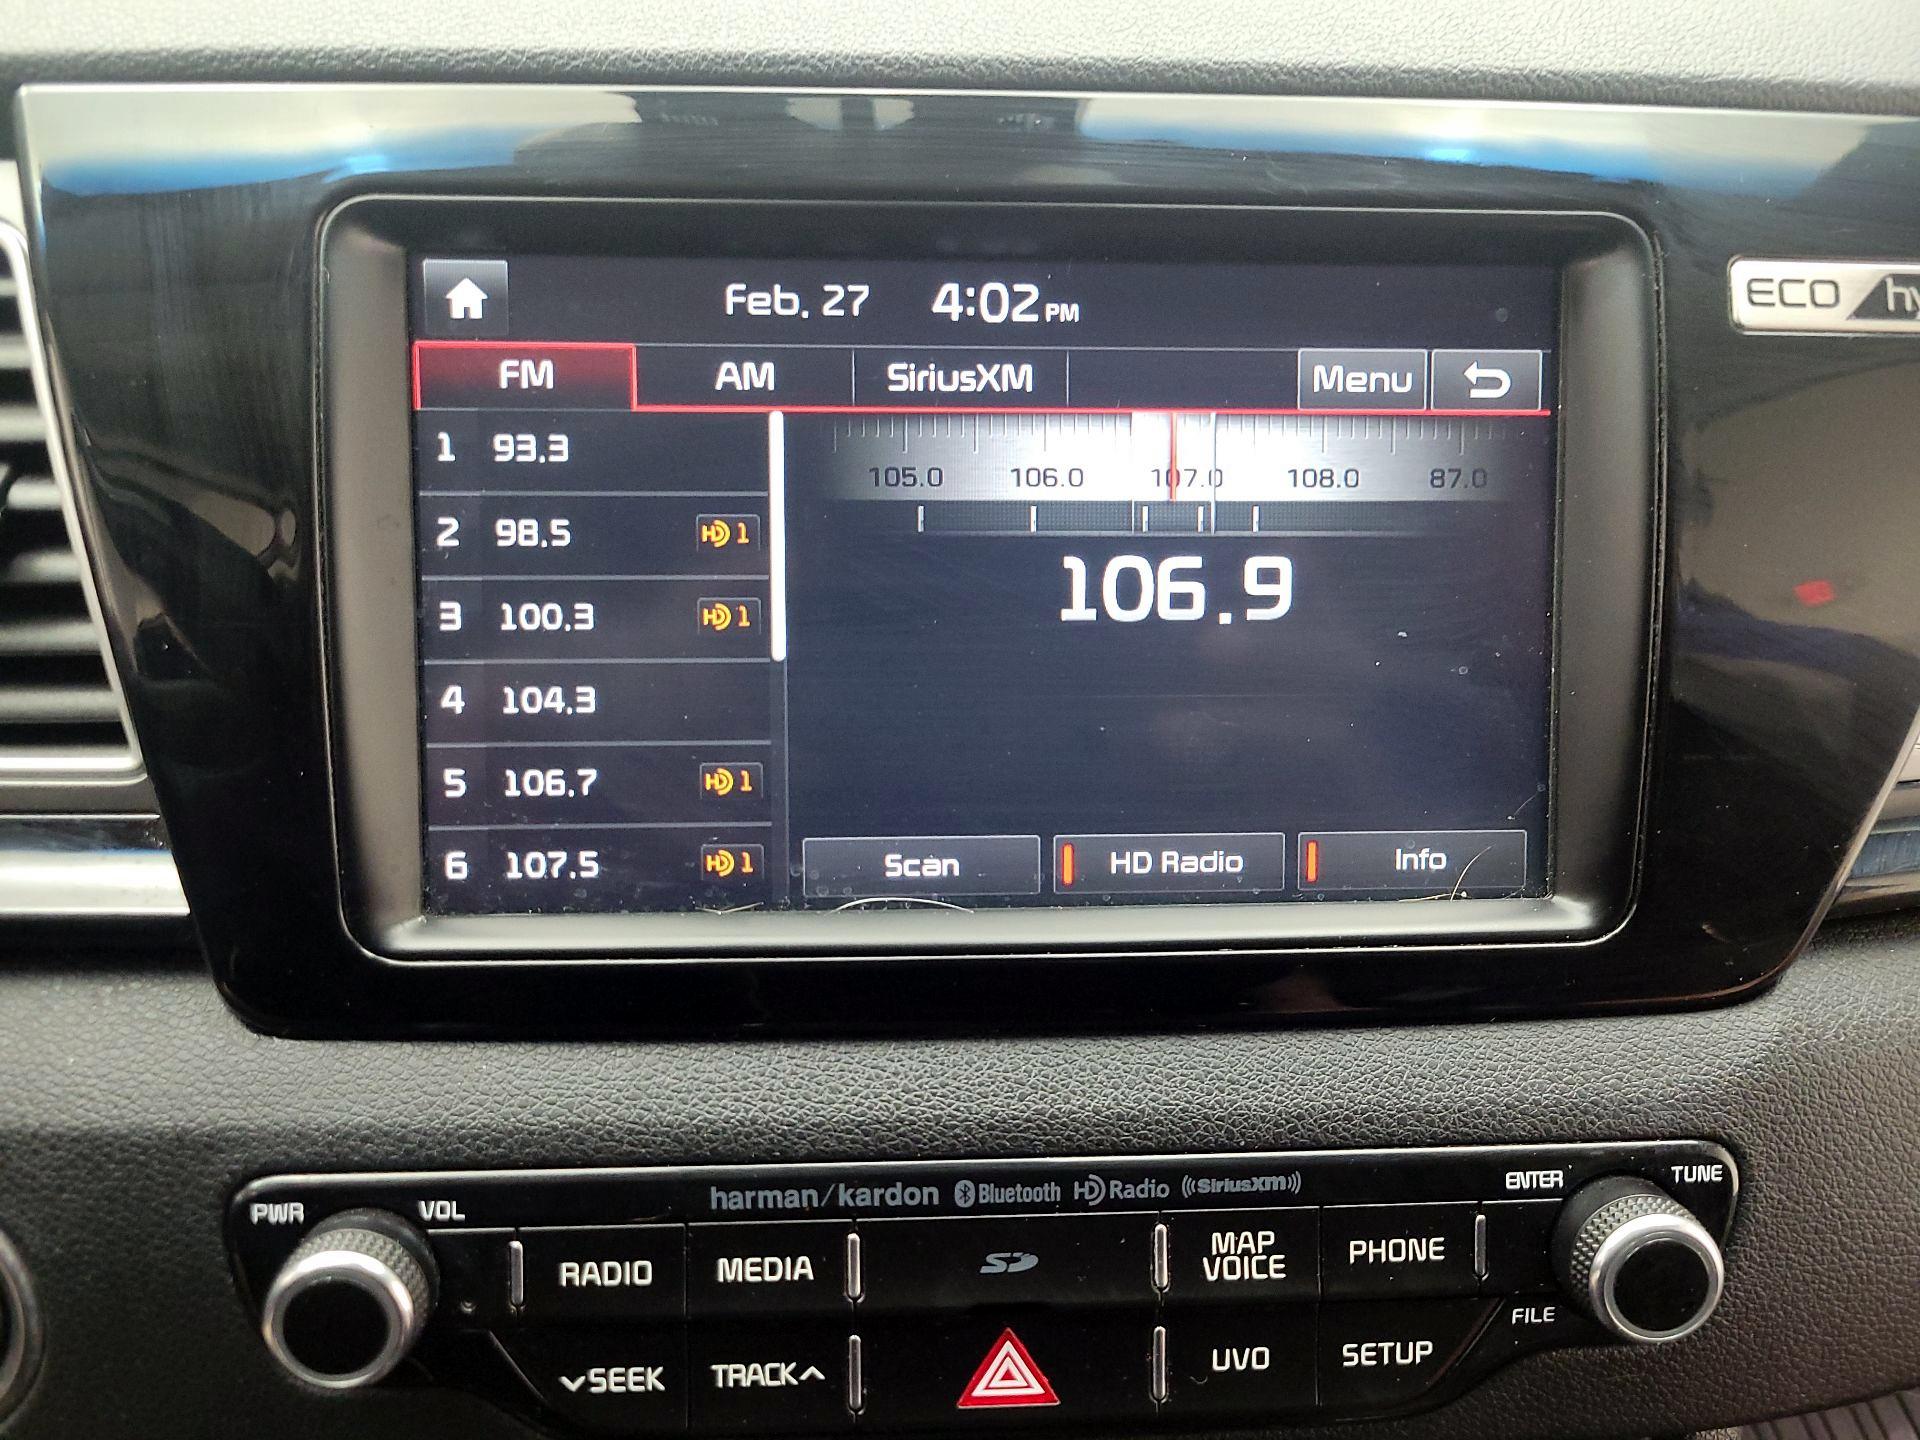 Feb. 27 4:02 PM
FM AM SiriusXM Menu
1 93.3
2 98.5 HD 1
3 100.3 HD 1
4 104.3
5 106.7 HD 1
6 107.5 HD 1
105.0 106.0 107.0 108.0 87.0
106.9
Scan HD Radio Info
ECO
harman/kardon Bluetooth HD Radio SiriusXM
PWR VOL
RADIO MEDIA SD MAP VOICE PHONE
ENTER TUNE
SEEK TRACK UVO SETUP
FILE